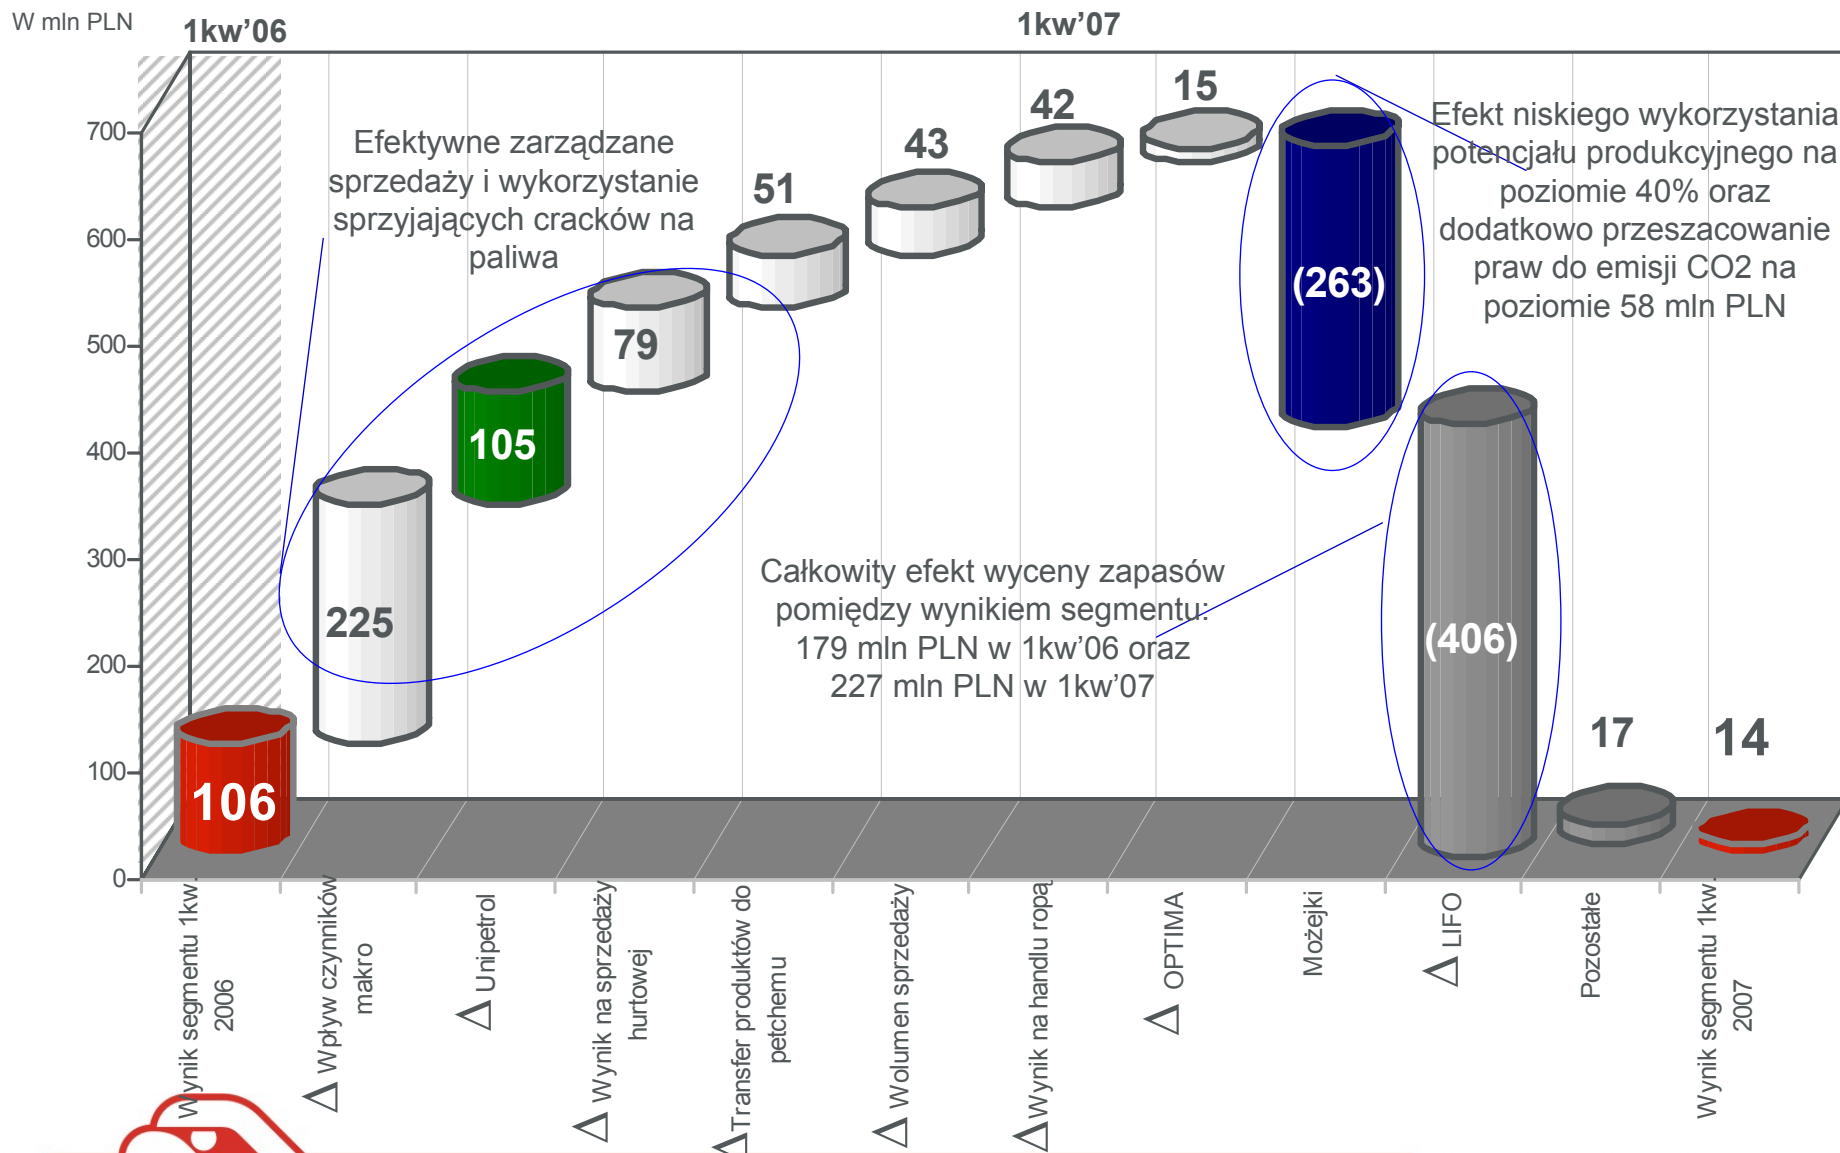 W mln PLN
1kw’06
1kw’07
700
600
500
400
300
200
100
0
Efektywne zarządzane
sprzedaży i wykorzystanie
sprzyjających cracków na
paliwa
Efekt niskiego wykorzystania
potencjału produkcyjnego na
poziomie 40% oraz
dodatkowo przeszacowanie
praw do emisji CO2 na
poziomie 58 mln PLN
Całkowity efekt wyceny zapasów
pomiędzy wynikiem segmentu:
179 mln PLN w 1kw’06 oraz
227 mln PLN w 1kw’07
106
225
105
79
51
43
42
15
(263)
(406)
17
14
Wynik segmentu 1kw.
2006
△ Wpływ czynników
makro
△ Unipetrol
△ Wynik na sprzedaży
hurtowej
△ Transfer produktów do
petchemu
△ Wolumen sprzedaży
△ Wynik na handlu ropą
△ OPTIMA
Możejki
△ LIFO
Pozostałe
Wynik segmentu 1kw.
2007